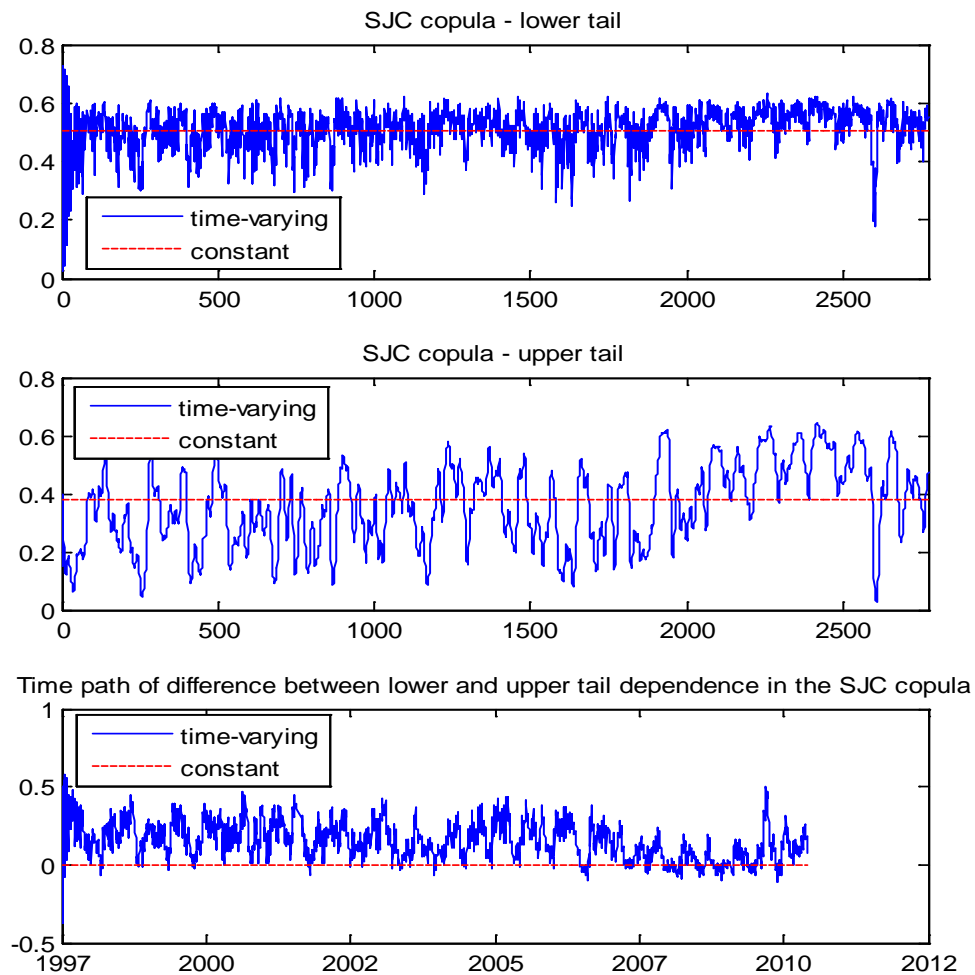 SJC copula - lower tail
0.8
0.6
0.4
0.2
0
time-varying
constant
0 500 1000 1500 2000 2500
SJC copula - upper tail
0.8
0.6
0.4
0.2
0
time-varying
constant
0 500 1000 1500 2000 2500
Time path of difference between lower and upper tail dependence in the SJC copula
1
0.5
0
-0.5
time-varying
constant
1997 2000 2002 2005 2007 2010 2012